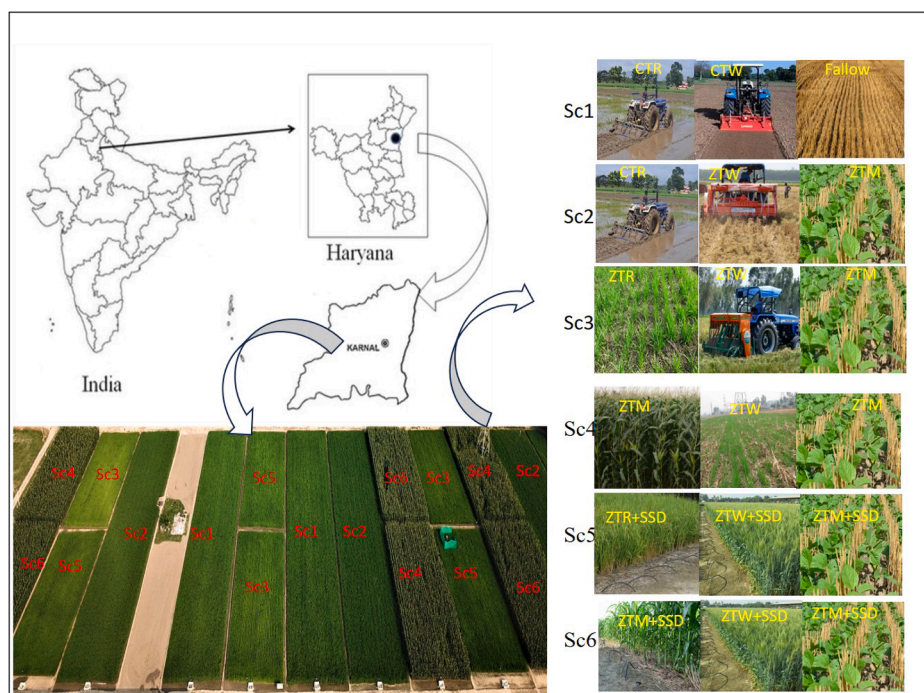 India
Haryana
KARNAL
Sc4
Sc3
Sc2
Sc1
Sc5
Sc1
Sc2
Sc6
Sc3
Sc4
Sc2
Sc6
Sc5
Sc3
Sc4
Sc5
Sc6
Sc1
CTR
CTW
Fallow
Sc2
CTR
ZTW
ZTM
Sc3
ZTR
ZTW
ZTM
Sc4
ZTM
ZTW
ZTM
Sc5
ZTR+SSD
ZTW+SSD
ZTM+SSD
Sc6
ZTM+SSD
ZTW+SSD
ZTM+SSD